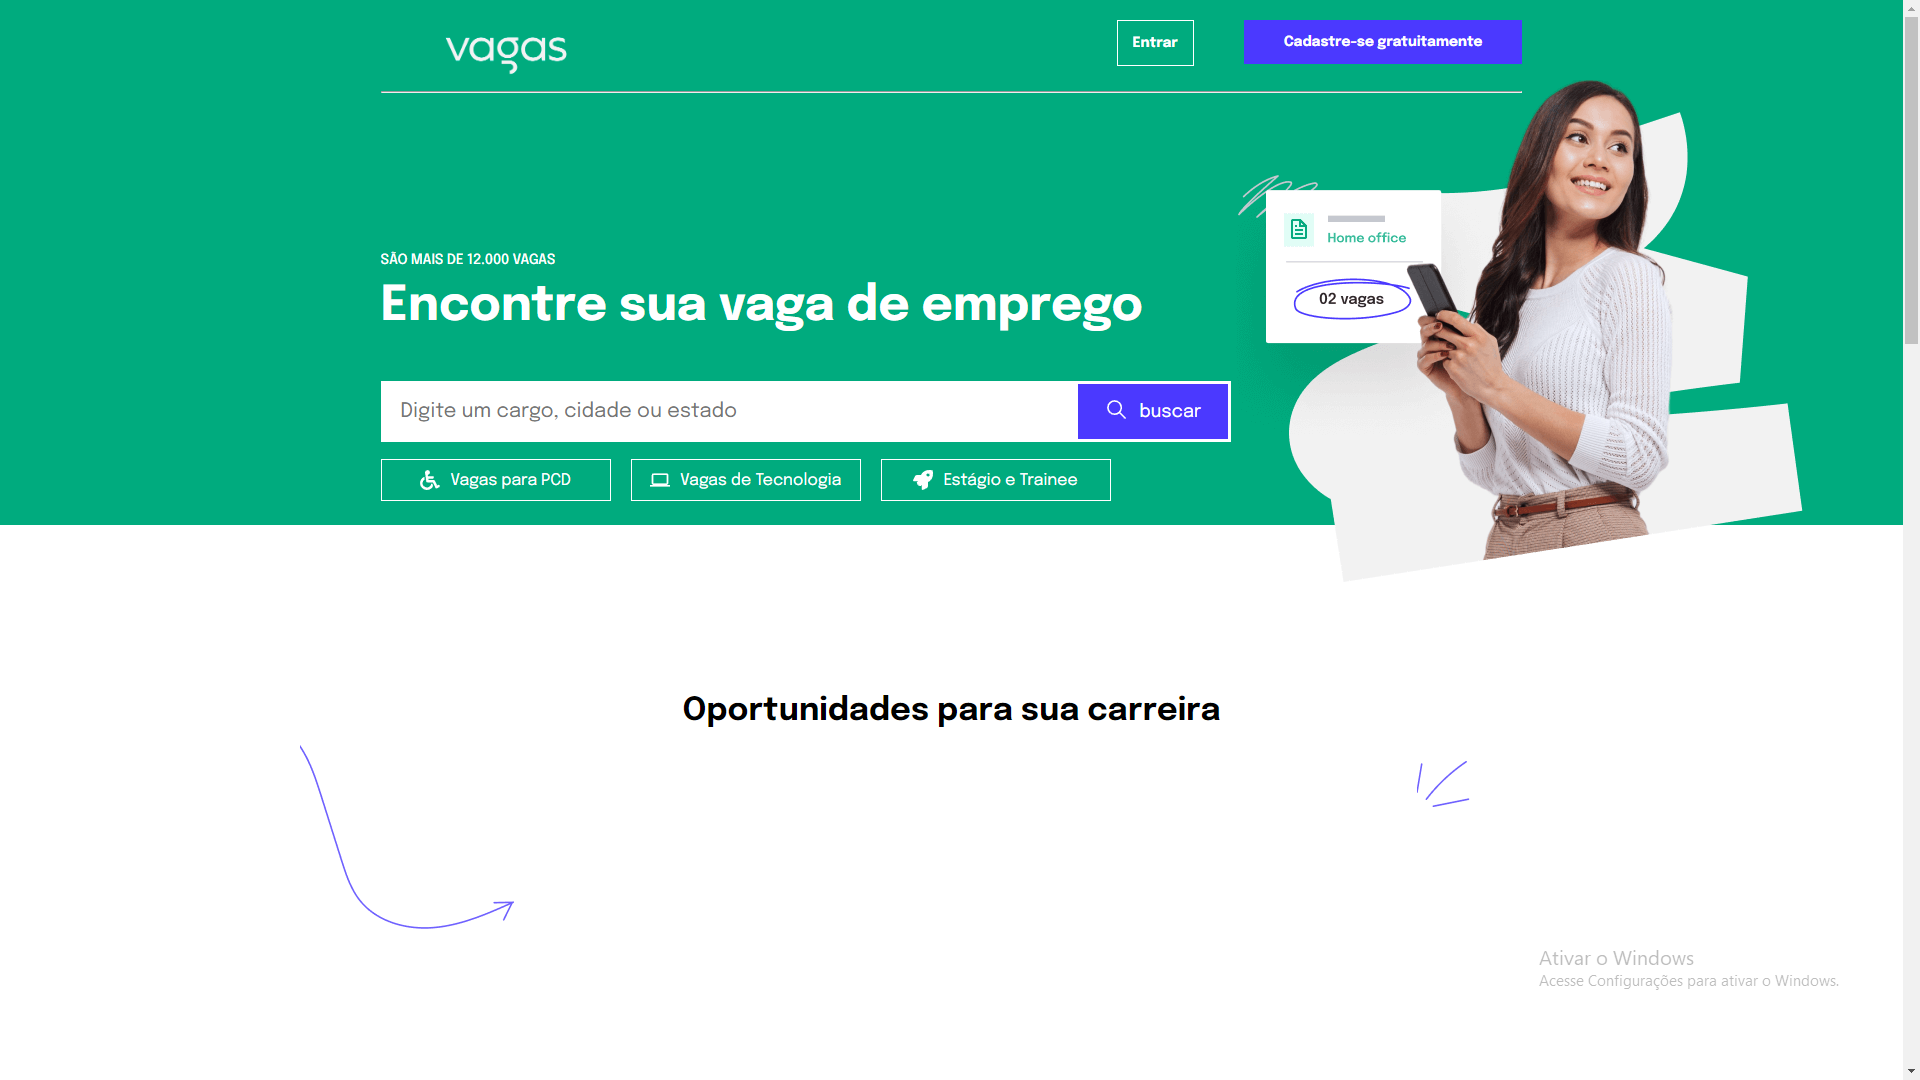 vagas
Entrar
Cadastre-se gratuitamente
Home office
02 vagas
SÃO MAIS DE 12.000 VAGAS
Encontre sua vaga de emprego
Digite um cargo, cidade ou estado
buscar
Vagas para PCD
Vagas de Tecnologia
Estágio e Trainee
Oportunidades para sua carreira
Ativar o Windows
Acesse Configurações para ativar o Windows.